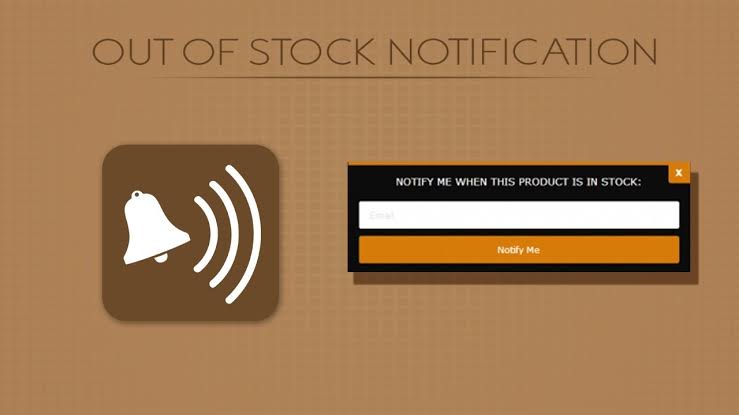 OUT OF STOCK NOTIFICATION
X
NOTIFY ME WHEN THIS PRODUCT IS IN STOCK:
Email
Notify Me